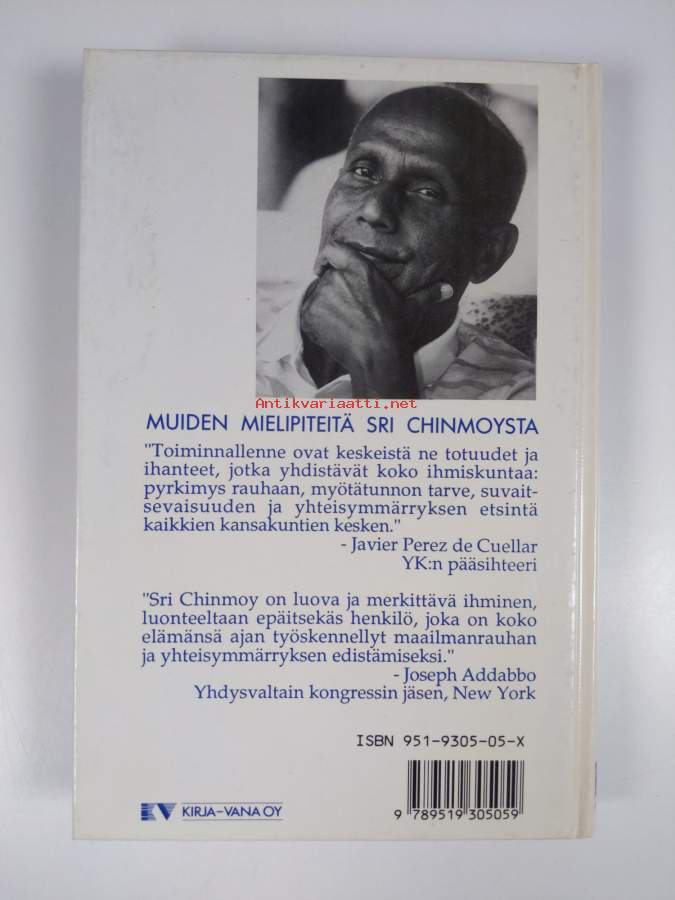 Antikvariaatti.net
MUIDEN MIELIPITEITÄ SRI CHINMOYSTA
"Toiminnallenne ovat keskeistä ne totuudet ja
ihanteet, jotka yhdistävät koko ihmiskuntaa:
pyrkimys rauhaan, myötätunnon tarve, suvait-
sevaisuuden ja yhteisymmärryksen etsintä
kaikkien kansakuntien kesken."
- Javier Perez de Cuellar
YK:n pääsihteeri
"Sri Chinmoy on luova ja merkittävä ihminen,
luonteeltaan epäitsekäs henkilö, joka on koko
elämänsä ajan työskennellyt maailmanrauhan
ja yhteisymmärryksen edistämiseksi."
- Joseph Addabbo
Yhdysvaltain kongressin jäsen, New York
ISBN 951-9305-05-X
KV KIRJA-VANA OY
9 789519 305059